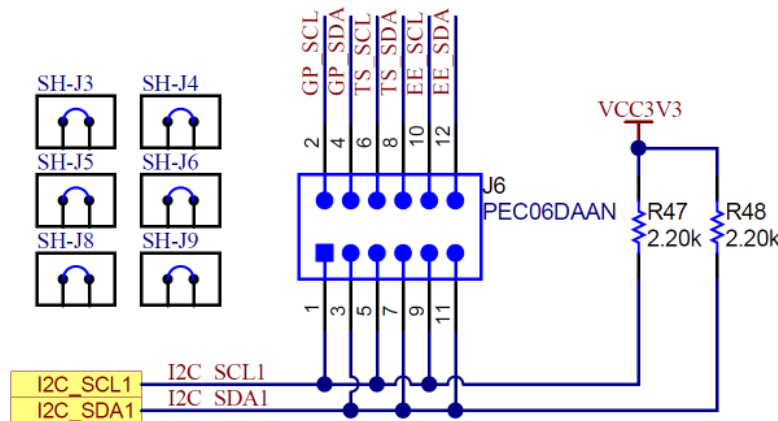 GP_SCL
GP_SDA
TS_SCL
TS_SDA
EE_SCL
EE_SDA
SH-J3 SH-J4
VCC3V3
2 4 6 8 10 12
SH-J5 SH-J6
J6
PEC06DAAN
R47
2.20k
R48
2.20k
SH-J8 SH-J9
1 3 5 7 9 11
I2C_SCL1 I2C_SCL1
I2C_SDA1 I2C_SDA1